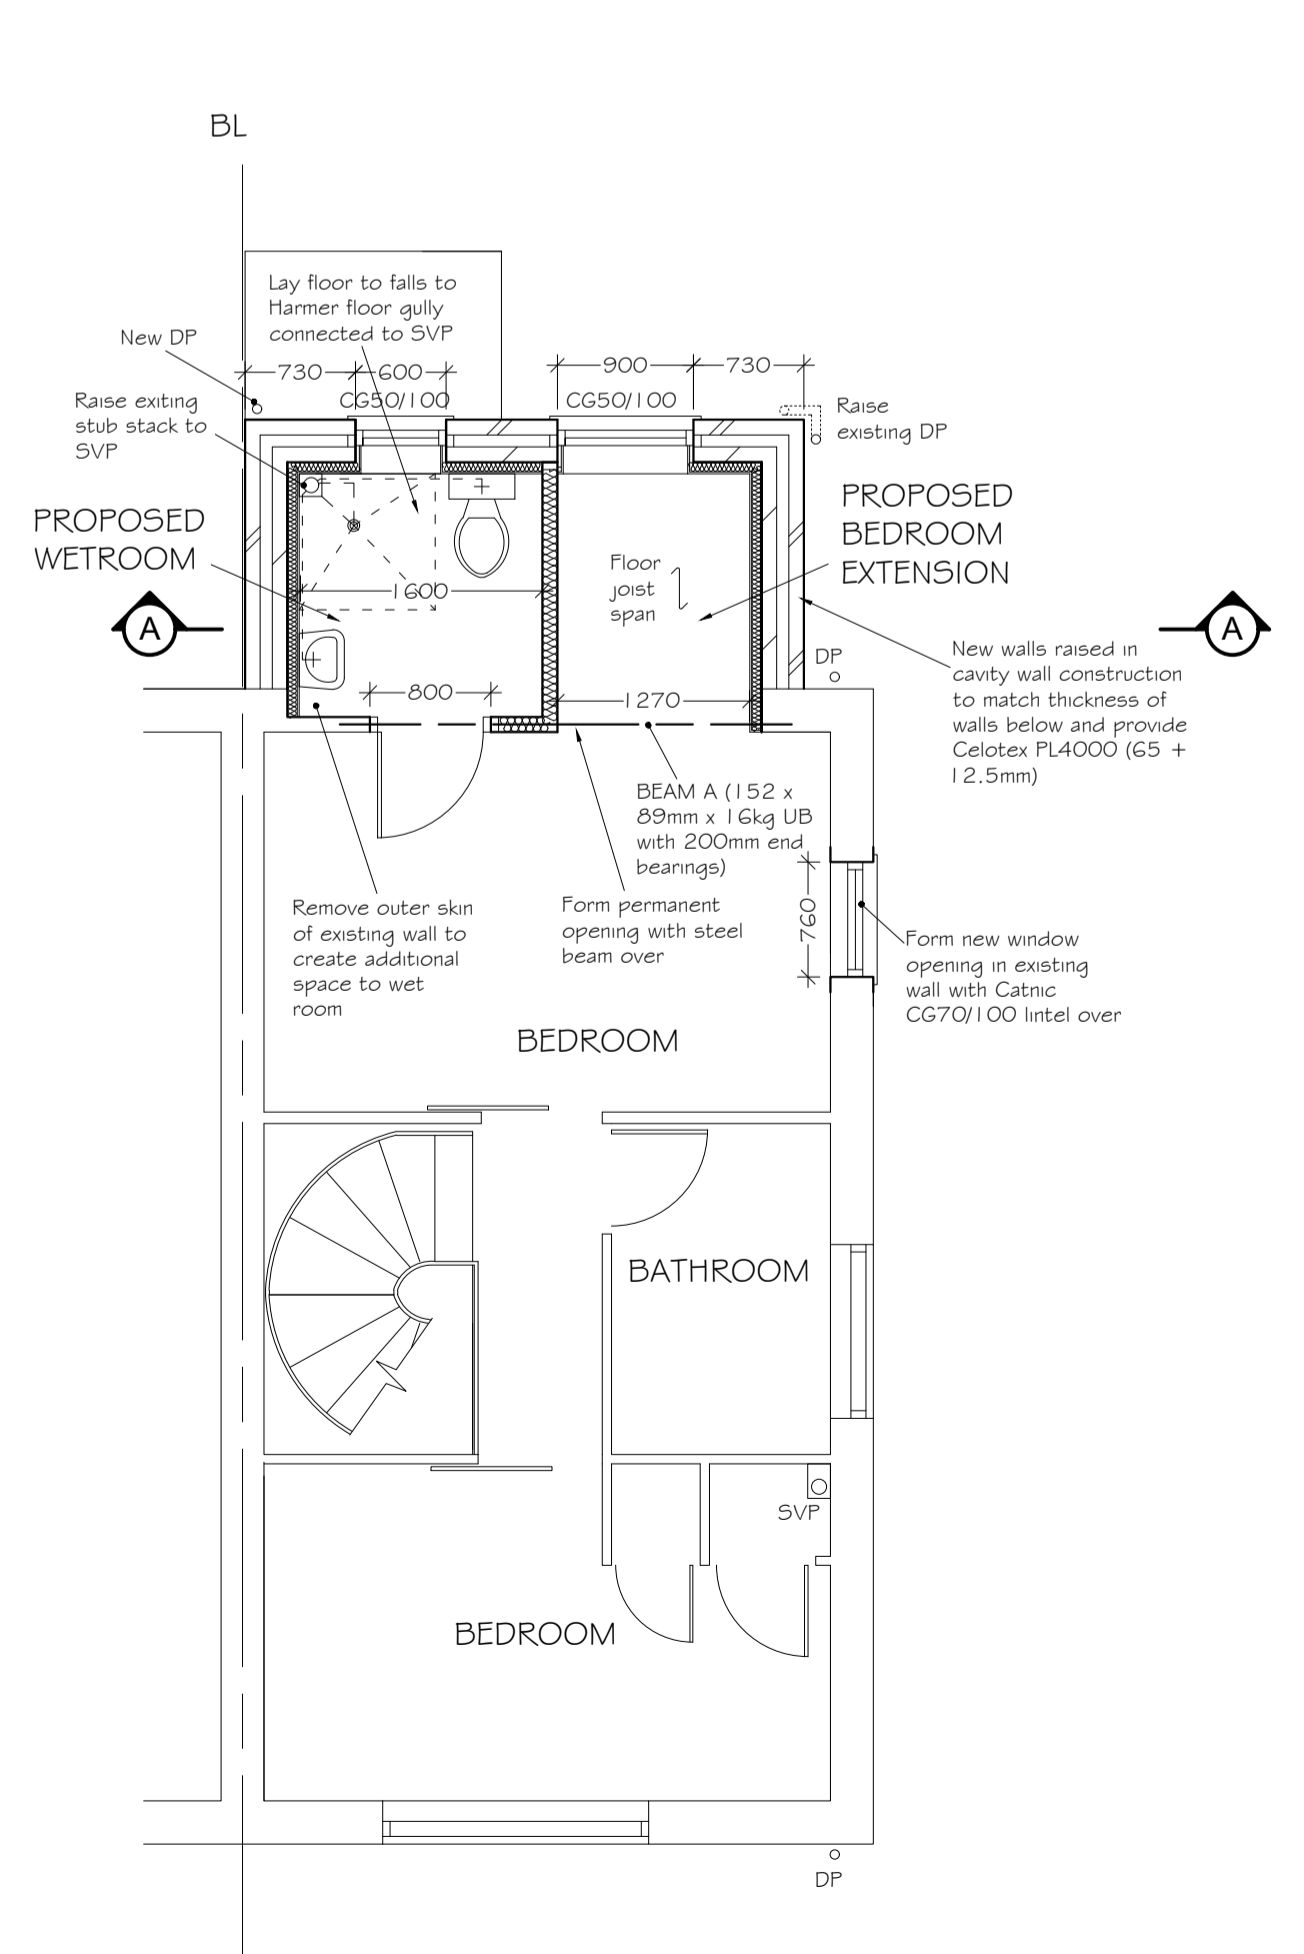 BL
Lay floor to falls to
Harmer floor gully
connected to SVP
New DP
730
600
900
730
CG50/100
CG50/100
Raise exiting
stub stack to
SVP
Raise
existing DP
PROPOSED
WETROOM
PROPOSED
BEDROOM
EXTENSION
Floor
joist
span
1600
A
A
New walls raised in
cavity wall construction
to match thickness of
walls below and provide
Celotex PL4000 (65 +
12.5mm)
DP
800
1270
BEAM A (152 x
89mm x 16kg UB
with 200mm end
bearings)
Remove outer skin
of existing wall to
create additional
space to wet
room
Form permanent
opening with steel
beam over
760
Form new window
opening in existing
wall with Catnic
CG70/100 lintel over
BEDROOM
BATHROOM
SVP
BEDROOM
DP